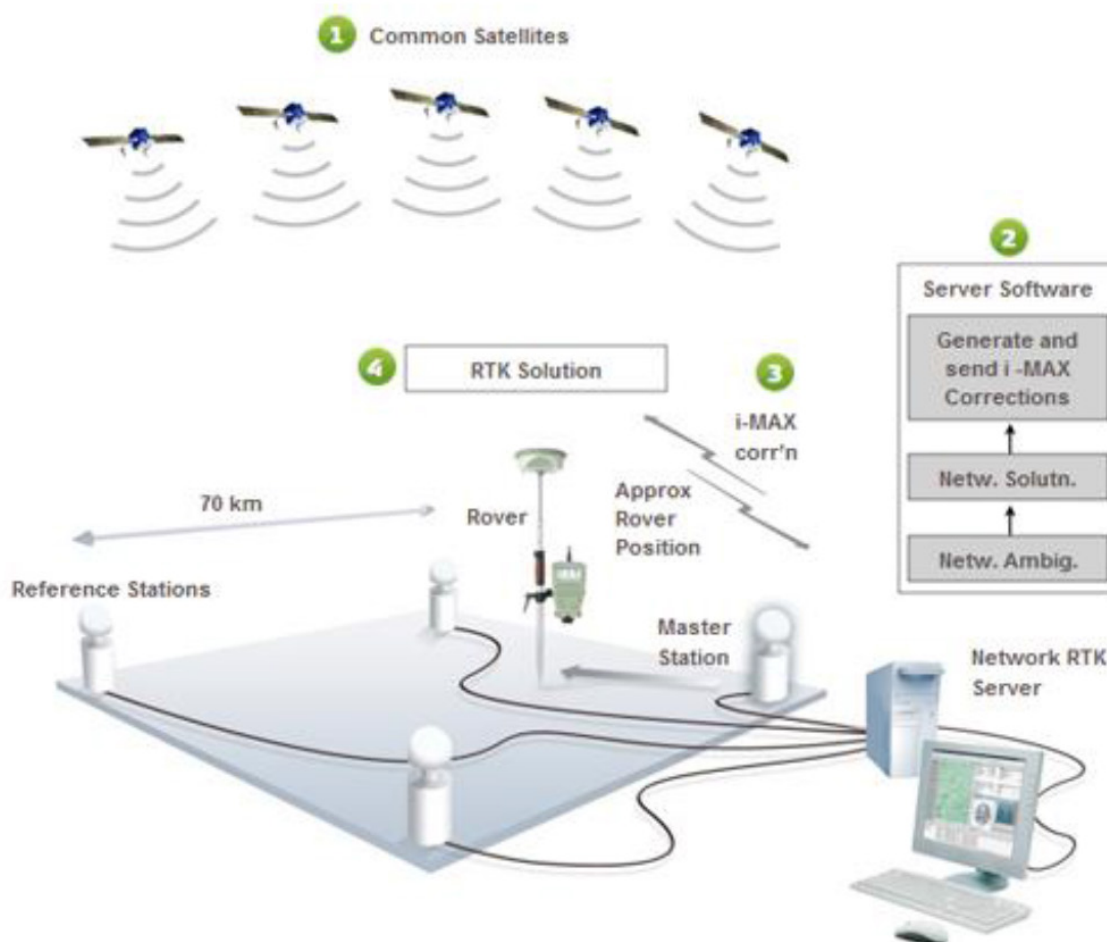 1 Common Satellites
2
Server Software
Generate and
send i -MAX
Corrections
Netw. Solutn.
Netw. Ambig.
4 RTK Solution
3
i-MAX
corr'n
Approx
Rover
Position
70 km
Rover
Reference Stations
Master
Station
Network RTK
Server